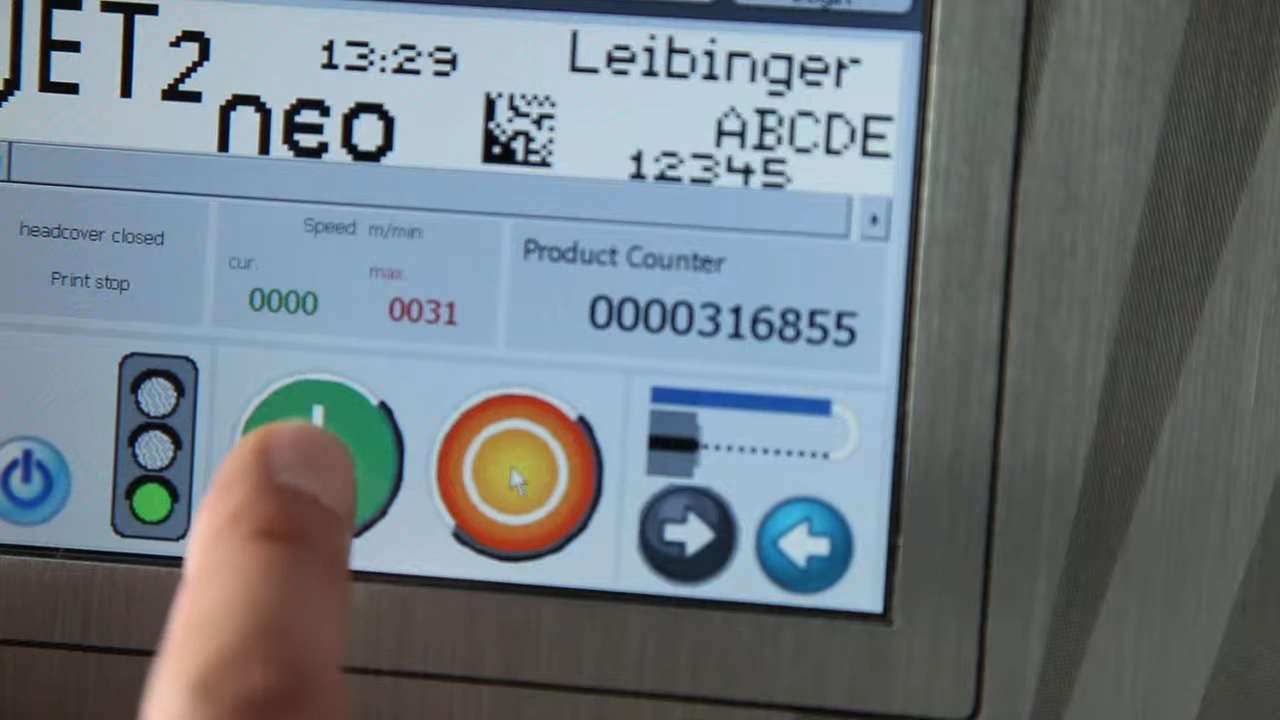 JET2
neo
13:29
Leibinger
ABCDE
12345
headcover closed
Print stop
Speed m/min
cur.
max.
0000
0031
Product Counter
0000316855